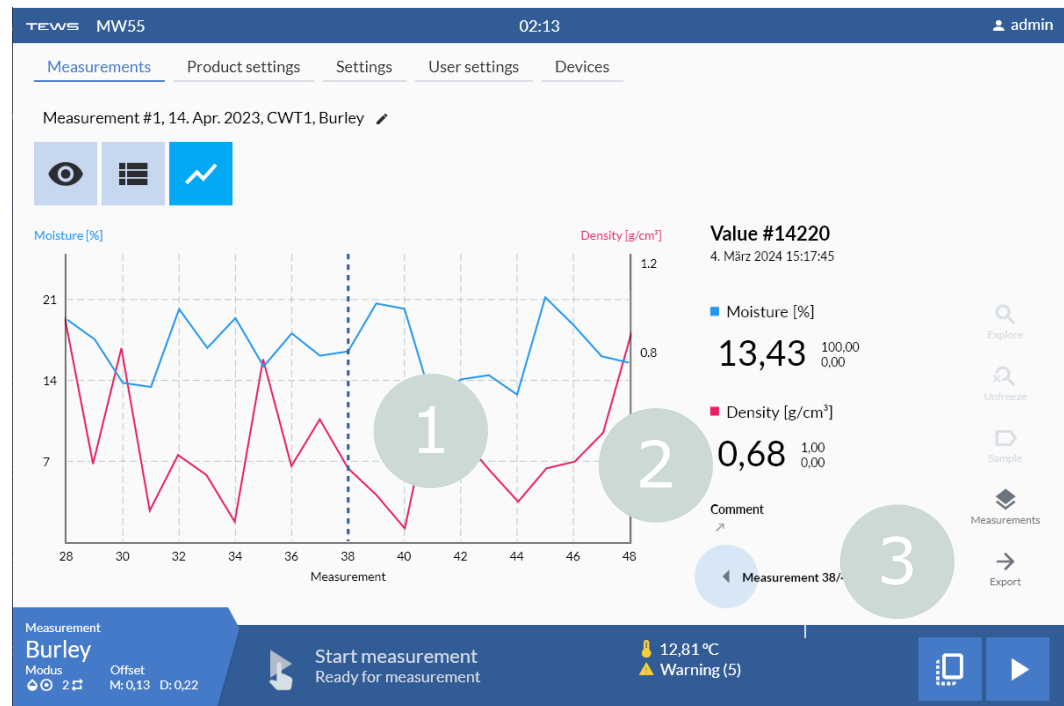 TEWS MW55 02:13 admin
Measurements Product settings Settings User settings Devices
Measurement #1, 14. Apr. 2023, CWT1, Burley
Moisture [%] Density [g/cm³]
21
14
7
1.2
0.8
28 30 32 34 36 38 40 42 44 46 48
Measurement
1
2
3
Value #14220
4. März 2024 15:17:45
Moisture [%]
13,43 100,00
0,00
Density [g/cm³]
0,68 1,00
0,00
Comment
Measurement 38/
Explore
Unfreeze
Sample
Measurements
Export
Measurement
Burley
Modus Offset
2 M: 0,13 D: 0,22
Start measurement
Ready for measurement
12,81 °C
Warning (5)